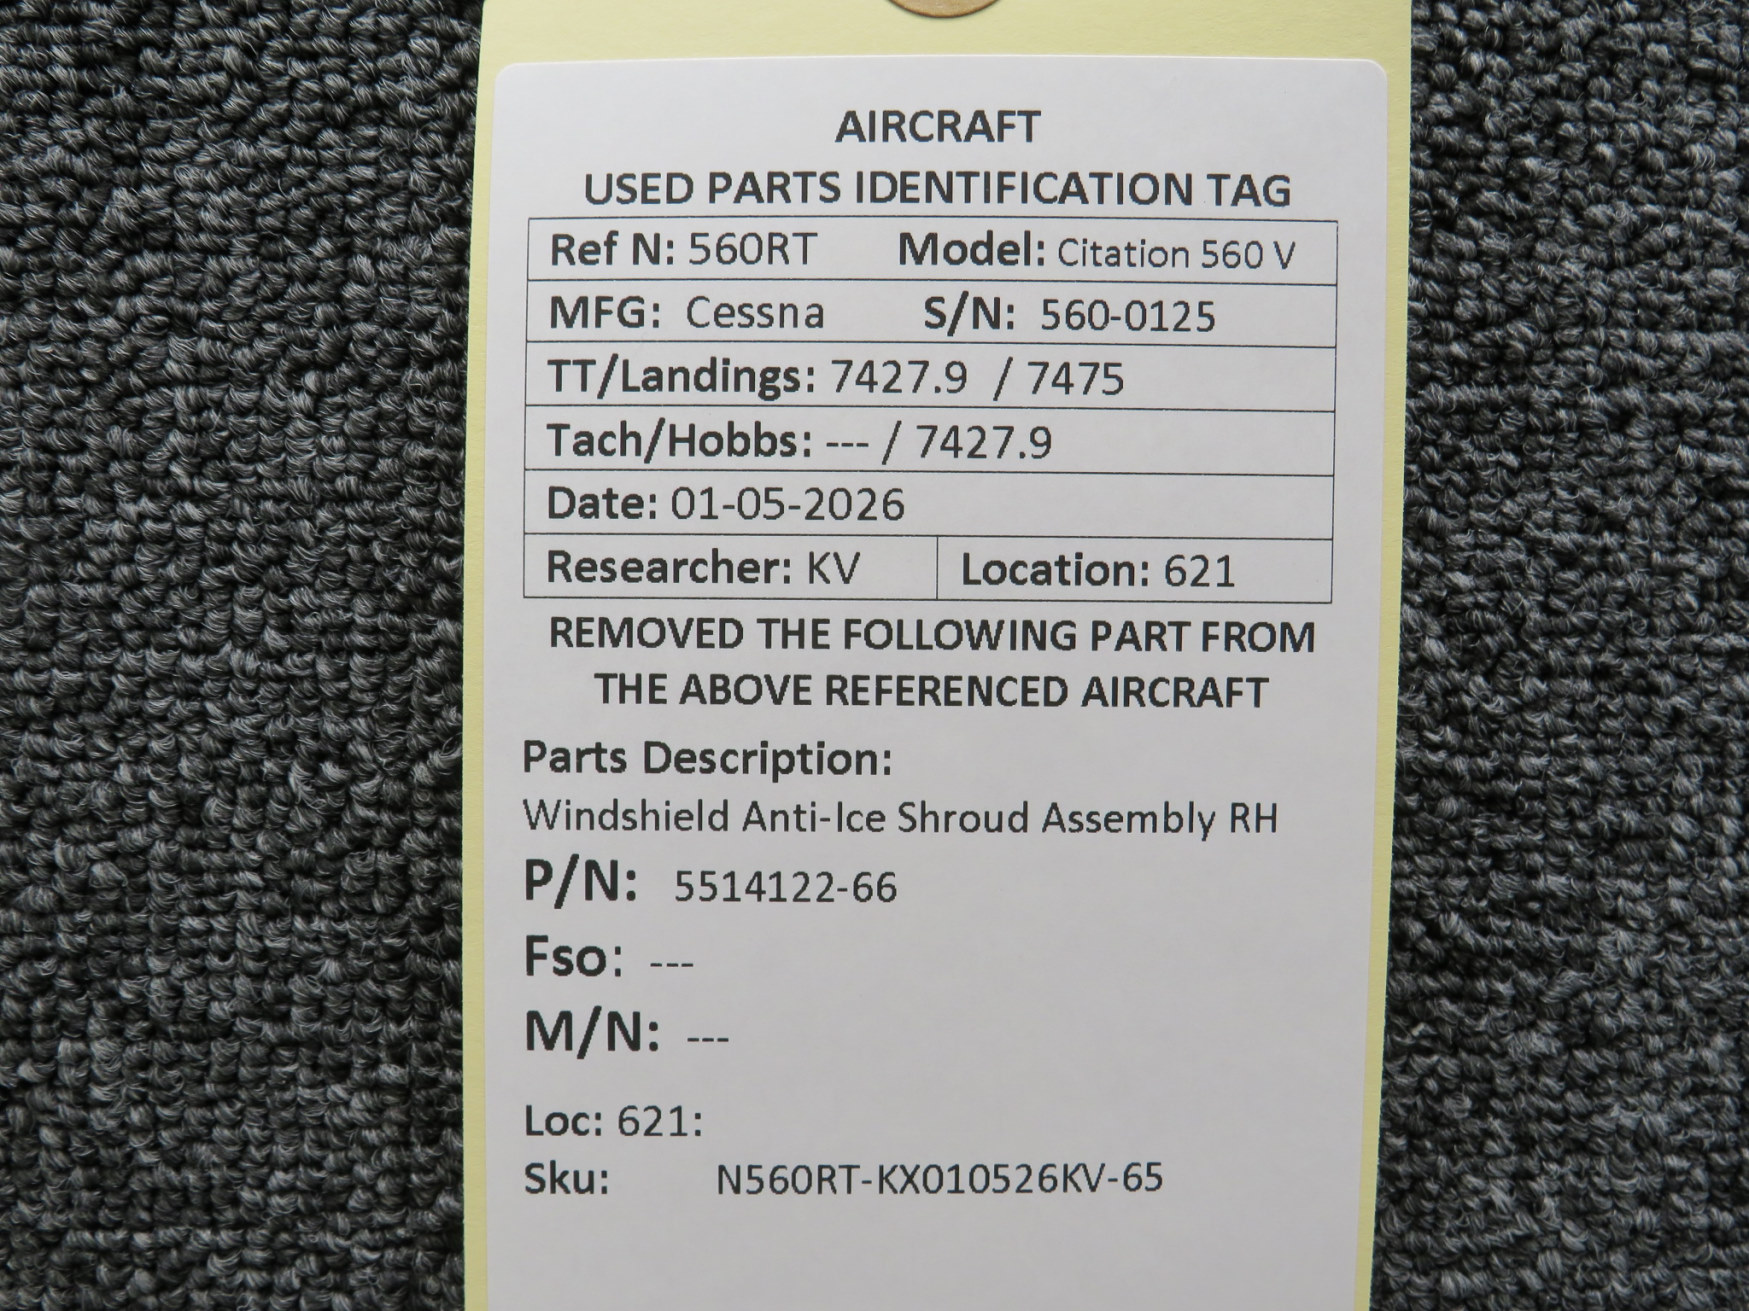 AIRCRAFT
USED PARTS IDENTIFICATION TAG
Ref N: 560RT Model: Citation 560 V
MFG: Cessna S/N: 560-0125
TT/Landings: 7427.9 / 7475
Tach/Hobbs: --- / 7427.9
Date: 01-05-2026
Researcher: KV Location: 621
REMOVED THE FOLLOWING PART FROM
THE ABOVE REFERENCED AIRCRAFT
Parts Description:
Windshield Anti-Ice Shroud Assembly RH
P/N: 5514122-66
Fso: ---
M/N: ---
Loc: 621:
Sku: N560RT-KX010526KV-65